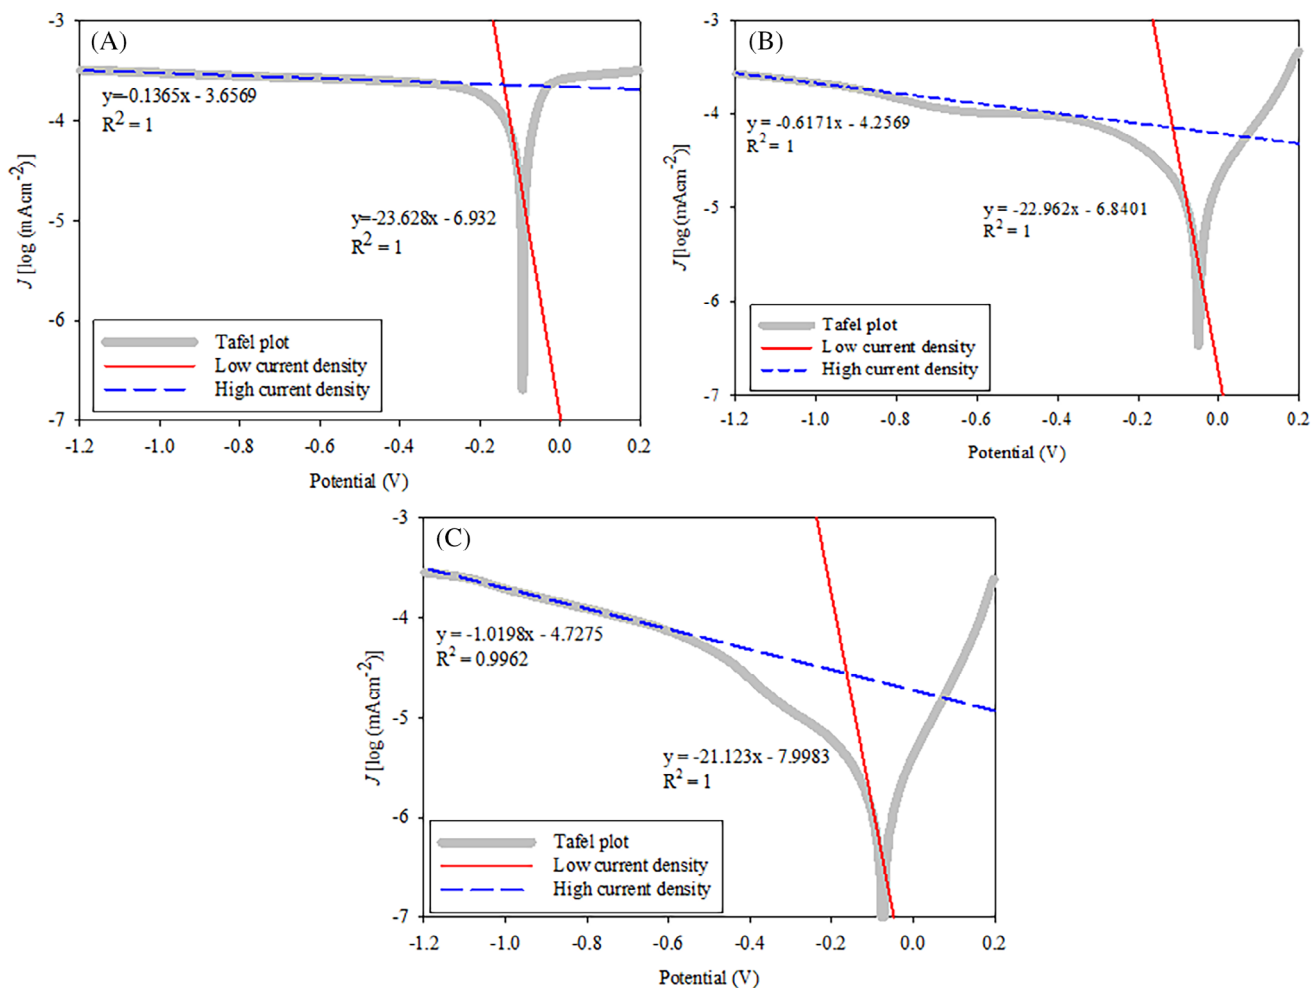 (A)
-3
-4
-5
-6
-7
J [log (mAcm-2)]
y=-0.1365x - 3.6569
R2 = 1
y=-23.628x - 6.932
R2 = 1
Tafel plot
Low current density
High current density
-1.2 -1.0 -0.8 -0.6 -0.4 -0.2 0.0 0.2
Potential (V)
(B)
-3
-4
-5
-6
-7
J [log(mAcm-2)]
y = -0.6171x - 4.2569
R2 = 1
y = -22.962x - 6.8401
R2 = 1
Tafel plot
Low current density
High current density
-1.2 -1.0 -0.8 -0.6 -0.4 -0.2 0.0 0.2
Potential (V)
(C)
-3
-4
-5
-6
-7
J [log (mAcm-2)]
y = -1.0198x - 4.7275
R2 = 0.9962
y = -21.123x - 7.9983
R2 = 1
Tafel plot
Low current density
High current density
-1.2 -1.0 -0.8 -0.6 -0.4 -0.2 0.0 0.2
Potential (V)